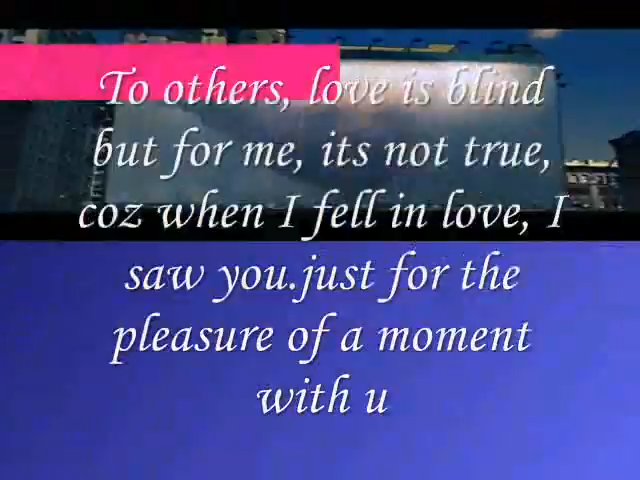 To others, love is blind
but for me, its not true,
coz when I fell in love, I
saw you.just for the
pleasure of a moment
with u